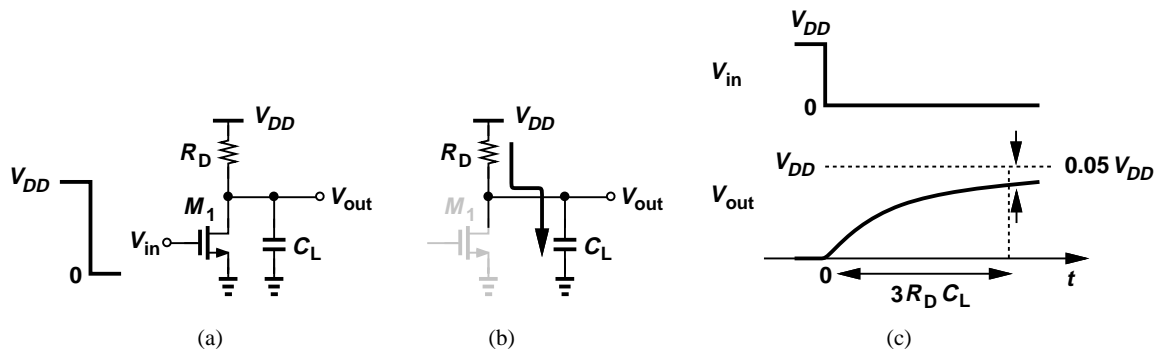 V_DD
0
V_DD
R_D
M_1
V_in
V_out
C_L
(a)
V_DD
R_D
M_1
V_out
C_L
(b)
V_DD
V_in
0
V_DD
0.05 V_DD
V_out
0
3 R_D C_L
t
(c)